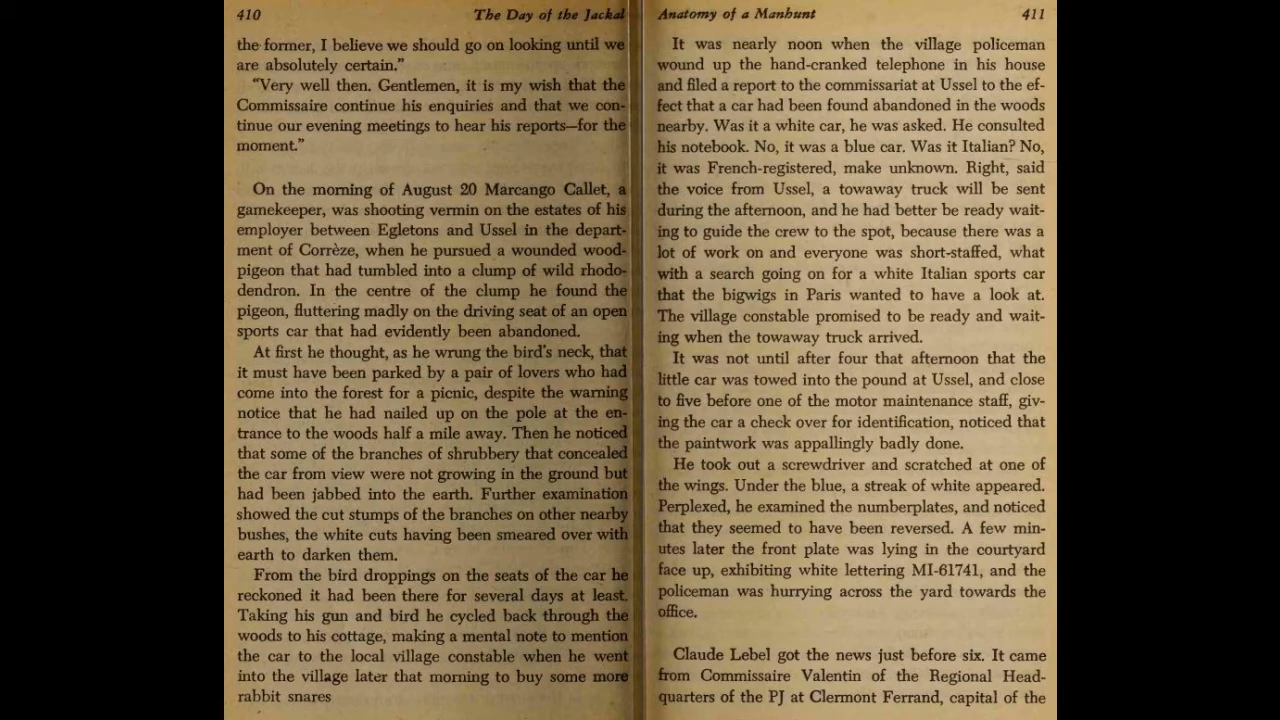 410 The Day of the Jackal
the former, I believe we should go on looking until we
are absolutely certain.”
“Very well then. Gentlemen, it is my wish that the
Commissaire continue his enquiries and that we con-
tinue our evening meetings to hear his reports—for the
moment.”
On the morning of August 20 Marcango Callet, a
gamekeeper, was shooting vermin on the estates of his
employer between Egletons and Ussel in the depart-
ment of Corrèze, when he pursued a wounded wood-
pigeon that had tumbled into a clump of wild rhodo-
dendron. In the centre of the clump he found the
pigeon, fluttering madly on the driving seat of an open
sports car that had evidently been abandoned.
At first he thought, as he wrung the bird’s neck, that
it must have been parked by a pair of lovers who had
come into the forest for a picnic, despite the warning
notice that he had nailed up on the pole at the en-
trance to the woods half a mile away. Then he noticed
that some of the branches of shrubbery that concealed
the car from view were not growing in the ground but
had been jabbed into the earth. Further examination
showed the cut stumps of the branches on other nearby
bushes, the white cuts having been smeared over with
earth to darken them.
From the bird droppings on the seats of the car he
reckoned it had been there for several days at least.
Taking his gun and bird he cycled back through the
woods to his cottage, making a mental note to mention
the car to the local village constable when he went
into the village later that morning to buy some more
rabbit snares
Anatomy of a Manhunt 411
It was nearly noon when the village policeman
wound up the hand-cranked telephone in his house
and filed a report to the commissariat at Ussel to the ef-
fect that a car had been found abandoned in the woods
nearby. Was it a white car, he was asked. He consulted
his notebook. No, it was a blue car. Was it Italian? No,
it was French-registered, make unknown. Right, said
the voice from Ussel, a towaway truck will be sent
during the afternoon, and he had better be ready wait-
ing to guide the crew to the spot, because there was a
lot of work on and everyone was short-staffed, what
with a search going on for a white Italian sports car
that the bigwigs in Paris wanted to have a look at.
The village constable promised to be ready and wait-
ing when the towaway truck arrived.
It was not until after four that afternoon that the
little car was towed into the pound at Ussel, and close
to five before one of the motor maintenance staff, giv-
ing the car a check over for identification, noticed that
the paintwork was appallingly badly done.
He took out a screwdriver and scratched at one of
the wings. Under the blue, a streak of white appeared.
Perplexed, he examined the numberplates, and noticed
that they seemed to have been reversed. A few min-
utes later the front plate was lying in the courtyard
face up, exhibiting white lettering MI-61741, and the
policeman was hurrying across the yard towards the
office.
Claude Lebel got the news just before six. It came
from Commissaire Valentin of the Regional Head-
quarters of the PJ at Clermont Ferrand, capital of the